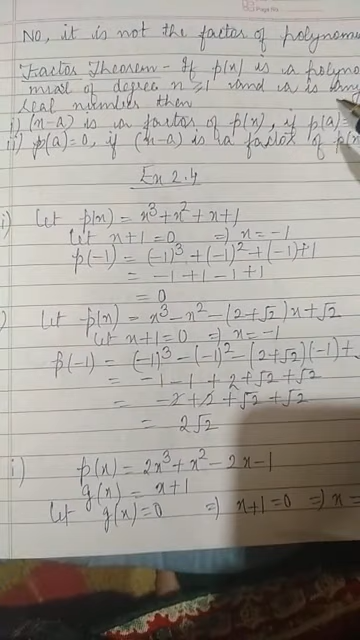 No, it is not the factor of polynomi
Factor Theorem - If p(x) is a polyno
mial of degree n ≥ 1 and a is any
real number then
i) (x-a) is a factor of p(x), if p(a)=
ii) p(a)=0, if (x-a) is a factor of p(x
Ex 2.4
i) Let p(x) = x³+x²+x+1
Let x+1=0 ⇒ x=-1
p(-1) = (-1)³+(-1)²+(-1)+1
= -1+1-1+1
= 0
) Let p(x) = x³-x²-(2+√2)x+√2
Let x+1=0 ⇒ x=-1
p(-1) = (-1)³-(-1)²-(2+√2)(-1)+
= -1-1+2+√2+√2
= -2+2+√2+√2
= 2√2
i) p(x) = 2x³+x²-2x-1
g(x) = x+1
Let g(x)=0 ⇒ x+1=0 ⇒ x=